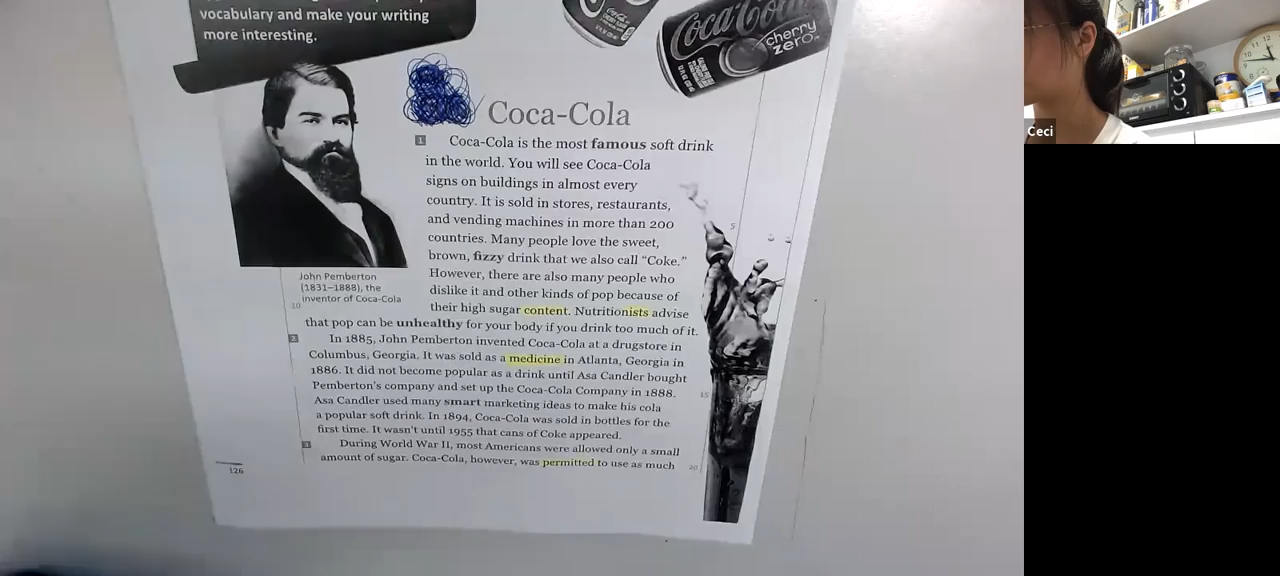 vocabulary and make your writing
more interesting.
Coca-Cola
Coca-Cola
cherry
zero
Ceci
Coca-Cola
1
Coca-Cola is the most famous soft drink
in the world. You will see Coca-Cola
signs on buildings in almost every
country. It is sold in stores, restaurants,
and vending machines in more than 200
5
countries. Many people love the sweet,
brown, fizzy drink that we also call “Coke.”
However, there are also many people who
dislike it and other kinds of pop because of
their high sugar content. Nutritionists advise
10
that pop can be unhealthy for your body if you drink too much of it.
John Pemberton
(1831–1888), the
inventor of Coca-Cola
2
In 1885, John Pemberton invented Coca-Cola at a drugstore in
Columbus, Georgia. It was sold as a medicine in Atlanta, Georgia in
1886. It did not become popular as a drink until Asa Candler bought
Pemberton's company and set up the Coca-Cola Company in 1888.
Asa Candler used many smart marketing ideas to make his cola
15
a popular soft drink. In 1894, Coca-Cola was sold in bottles for the
first time. It wasn't until 1955 that cans of Coke appeared.
3
During World War II, most Americans were allowed only a small
amount of sugar. Coca-Cola, however, was permitted to use as much
20
126